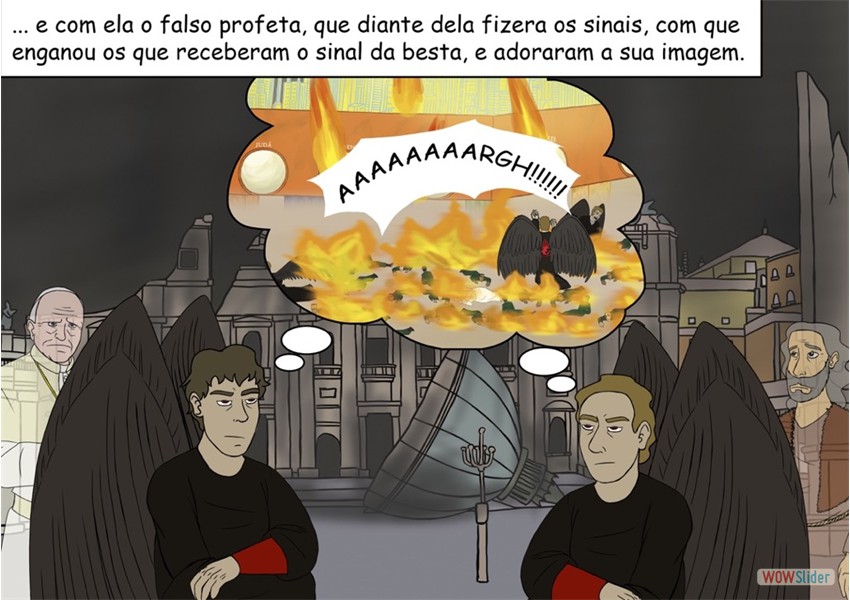 ... e com ela o falso profeta, que diante dela fizera os sinais, com que
enganou os que receberam o sinal da besta, e adoraram a sua imagem.
JUDÁ
AAAAAAAARGH!!!!!!
WOWSlider